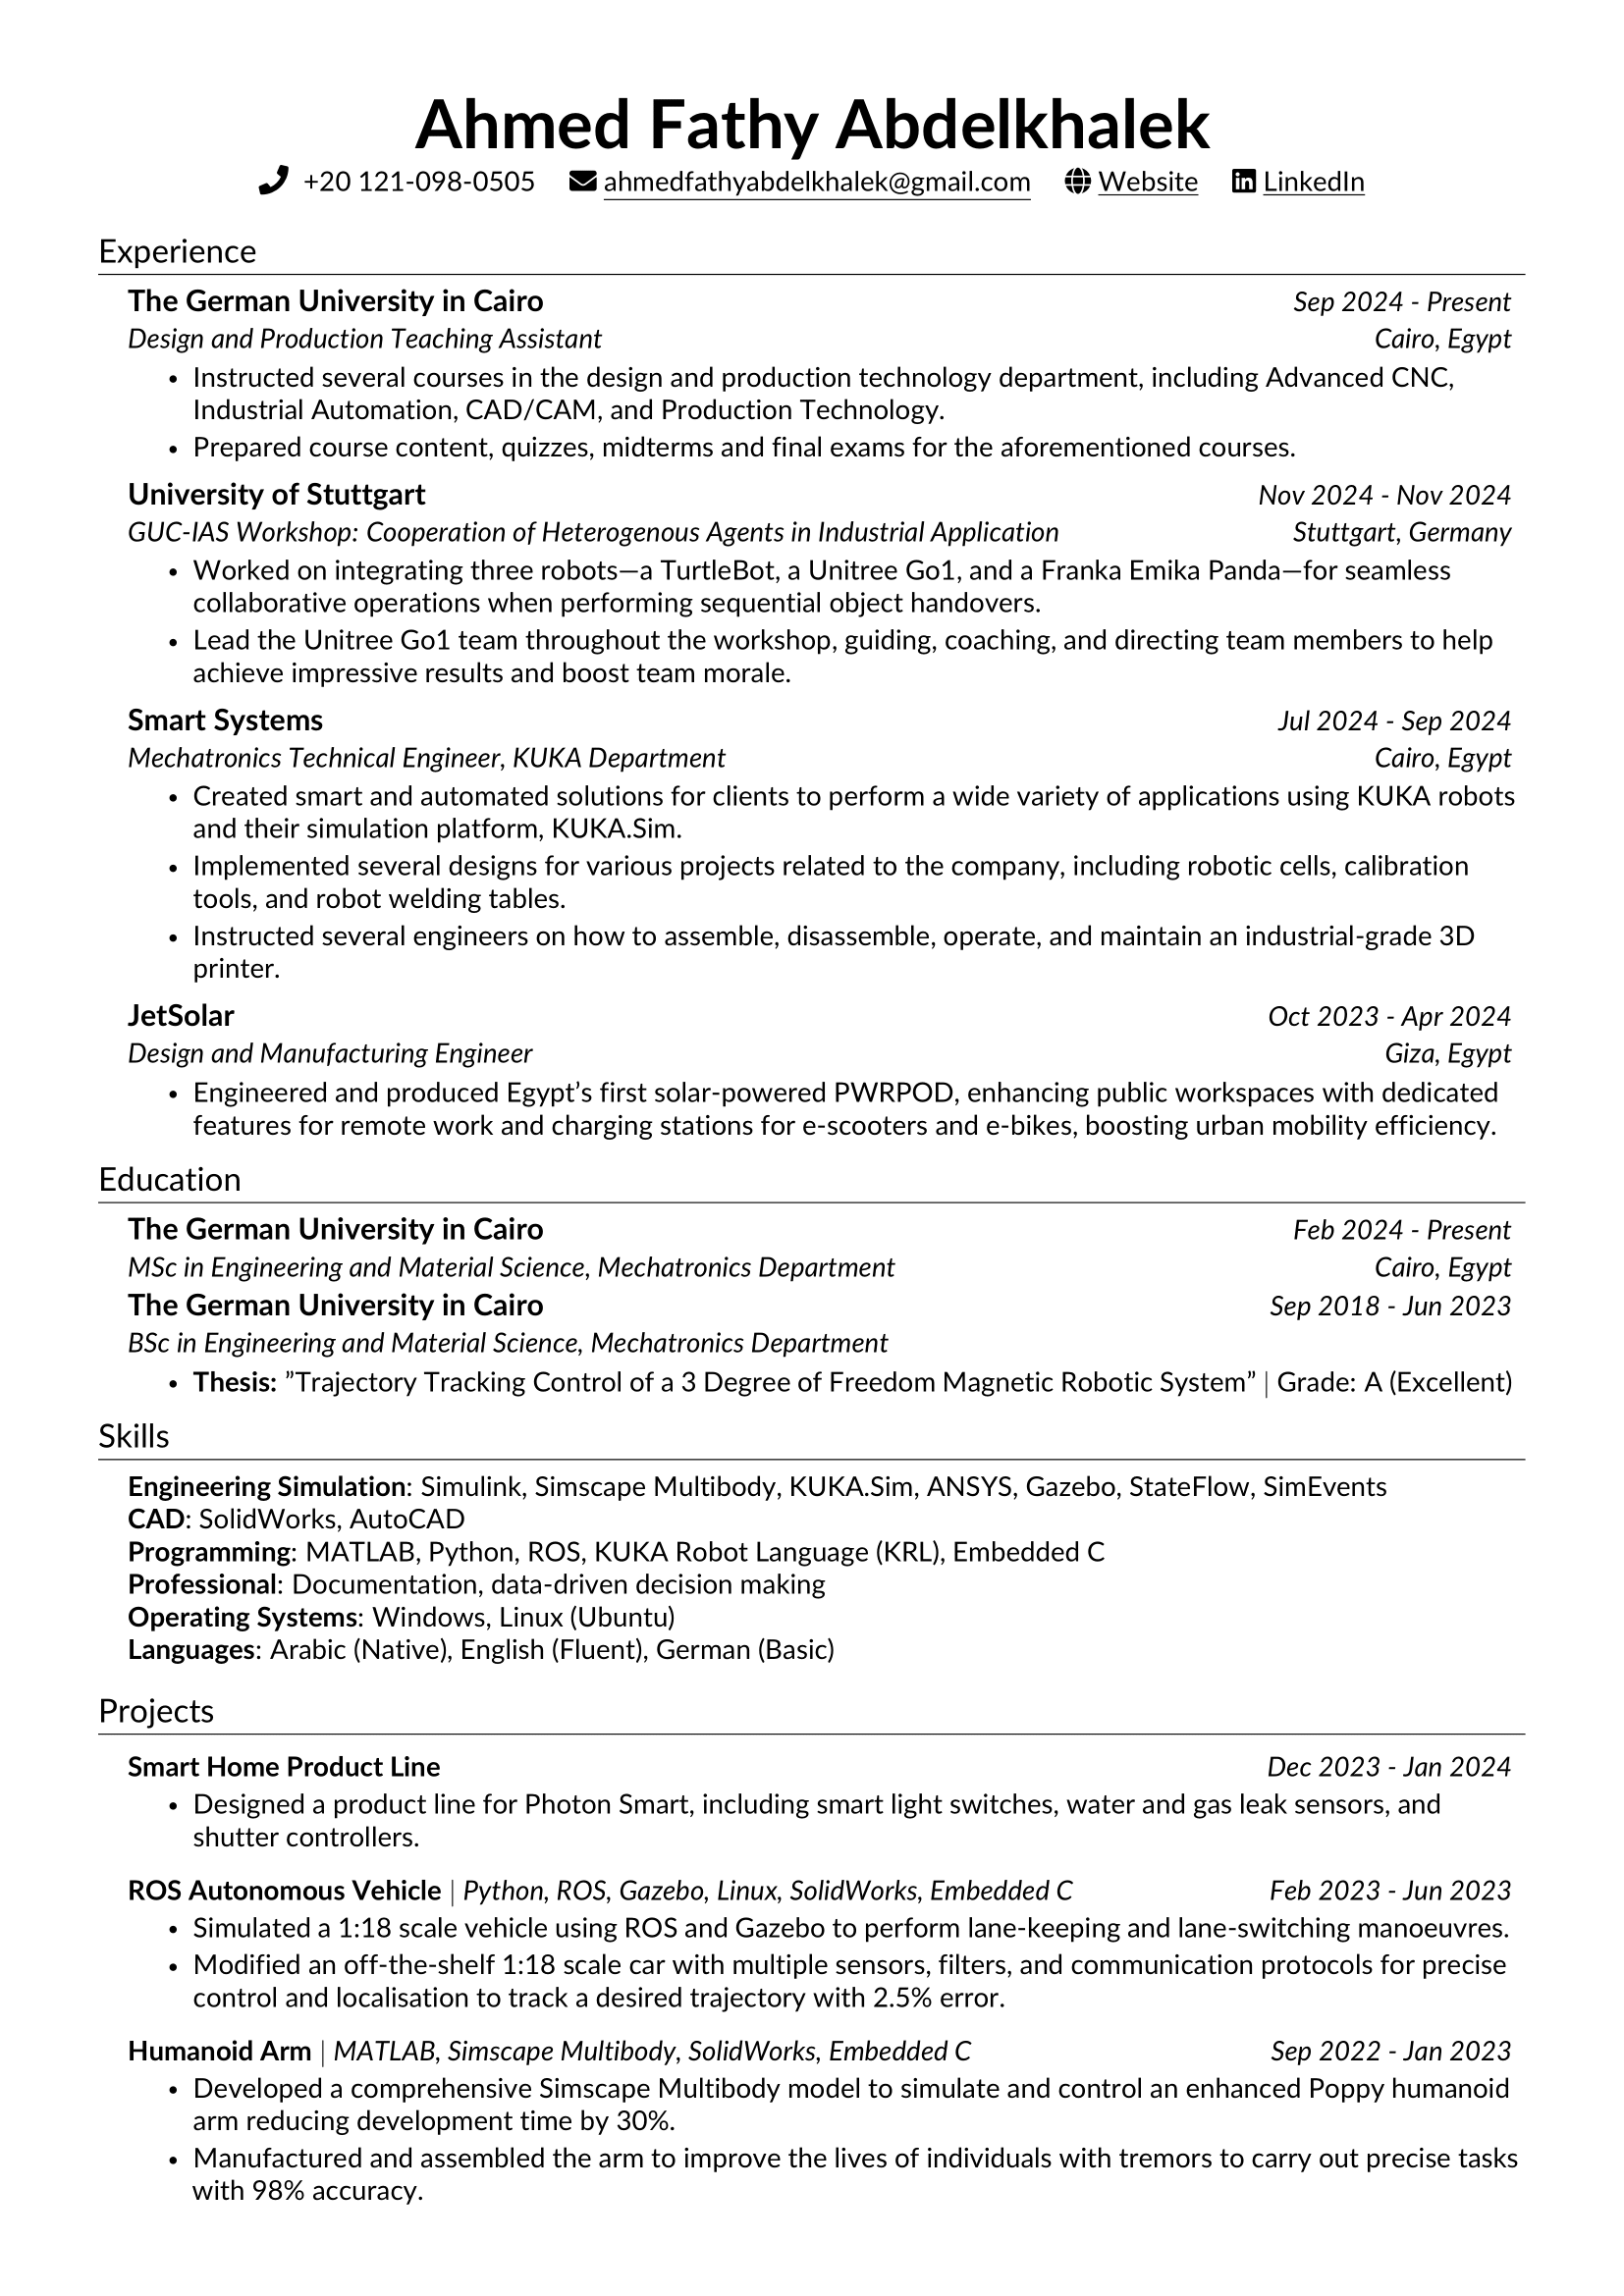 Ahmed Fathy Abdelkhalek
+20 121-098-0505 ahmedfathyabdelkhalek@gmail.com Website LinkedIn
Experience
The German University in Cairo Sep 2024 - Present
Design and Production Teaching Assistant Cairo, Egypt
• Instructed several courses in the design and production technology department, including Advanced CNC,
Industrial Automation, CAD/CAM, and Production Technology.
• Prepared course content, quizzes, midterms and final exams for the aforementioned courses.
University of Stuttgart Nov 2024 - Nov 2024
GUC-IAS Workshop: Cooperation of Heterogenous Agents in Industrial Application Stuttgart, Germany
• Worked on integrating three robots—a TurtleBot, a Unitree Go1, and a Franka Emika Panda—for seamless
collaborative operations when performing sequential object handovers.
• Lead the Unitree Go1 team throughout the workshop, guiding, coaching, and directing team members to help
achieve impressive results and boost team morale.
Smart Systems Jul 2024 - Sep 2024
Mechatronics Technical Engineer, KUKA Department Cairo, Egypt
• Created smart and automated solutions for clients to perform a wide variety of applications using KUKA robots
and their simulation platform, KUKA.Sim.
• Implemented several designs for various projects related to the company, including robotic cells, calibration
tools, and robot welding tables.
• Instructed several engineers on how to assemble, disassemble, operate, and maintain an industrial-grade 3D
printer.
JetSolar Oct 2023 - Apr 2024
Design and Manufacturing Engineer Giza, Egypt
• Engineered and produced Egypt’s first solar-powered PWRPOD, enhancing public workspaces with dedicated
features for remote work and charging stations for e-scooters and e-bikes, boosting urban mobility efficiency.
Education
The German University in Cairo Feb 2024 - Present
MSc in Engineering and Material Science, Mechatronics Department Cairo, Egypt
The German University in Cairo Sep 2018 - Jun 2023
BSc in Engineering and Material Science, Mechatronics Department
• Thesis: ”Trajectory Tracking Control of a 3 Degree of Freedom Magnetic Robotic System” | Grade: A (Excellent)
Skills
Engineering Simulation: Simulink, Simscape Multibody, KUKA.Sim, ANSYS, Gazebo, StateFlow, SimEvents
CAD: SolidWorks, AutoCAD
Programming: MATLAB, Python, ROS, KUKA Robot Language (KRL), Embedded C
Professional: Documentation, data-driven decision making
Operating Systems: Windows, Linux (Ubuntu)
Languages: Arabic (Native), English (Fluent), German (Basic)
Projects
Smart Home Product Line Dec 2023 - Jan 2024
• Designed a product line for Photon Smart, including smart light switches, water and gas leak sensors, and
shutter controllers.
ROS Autonomous Vehicle | Python, ROS, Gazebo, Linux, SolidWorks, Embedded C Feb 2023 - Jun 2023
• Simulated a 1:18 scale vehicle using ROS and Gazebo to perform lane-keeping and lane-switching manoeuvres.
• Modified an off-the-shelf 1:18 scale car with multiple sensors, filters, and communication protocols for precise
control and localisation to track a desired trajectory with 2.5% error.
Humanoid Arm | MATLAB, Simscape Multibody, SolidWorks, Embedded C Sep 2022 - Jan 2023
• Developed a comprehensive Simscape Multibody model to simulate and control an enhanced Poppy humanoid
arm reducing development time by 30%.
• Manufactured and assembled the arm to improve the lives of individuals with tremors to carry out precise tasks
with 98% accuracy.